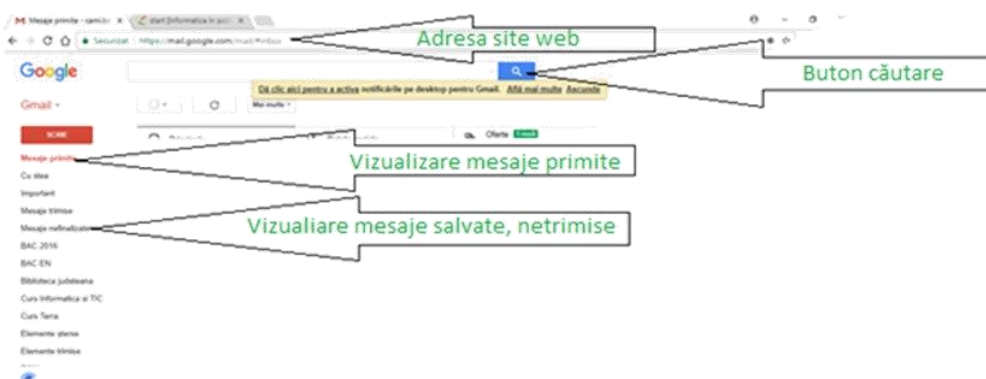 Mesaje primite - camtic
start [Informatica în
Adresa site web
Securizat https://mail.google.com/mail/#inbox
Google
Buton căutare
Dă clic aici pentru a activa notificările pe desktop pentru Gmail. Află mai multe Ascunde
Gmail
Mai multe
SCRIE
Oferte
Mesaje primite
Vizualizare mesaje primite
Cu stea
Important
Mesaje trimise
Mesaje nefinalizate
Vizualiare mesaje salvate, netrimise
BAC 2016
BAC EN
Biblioteca judeteana
Curs Informatica si TIC
Curs Terra
Elemente sterse
Elemente trimise